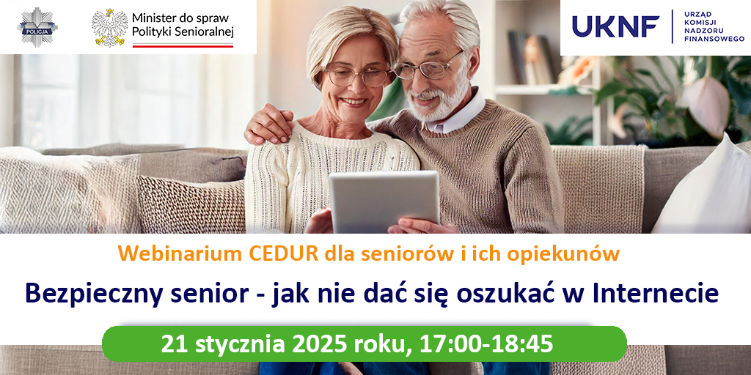 POLICJA
Minister do spraw
Polityki Senioralnej
UKNF
URZĄD
KOMISJI
NADZORU
FINANSOWEGO
Webinarium CEDUR dla seniorów i ich opiekunów
Bezpieczny senior - jak nie dać się oszukać w Internecie
21 stycznia 2025 roku, 17:00-18:45